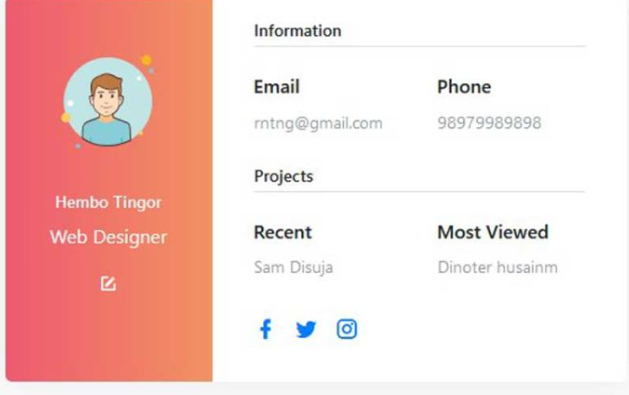 Hembo Tingor
Web Designer
Information
Email
rntng@gmail.com
Phone
98979989898
Projects
Recent
Sam Disuja
Most Viewed
Dinoter husainm